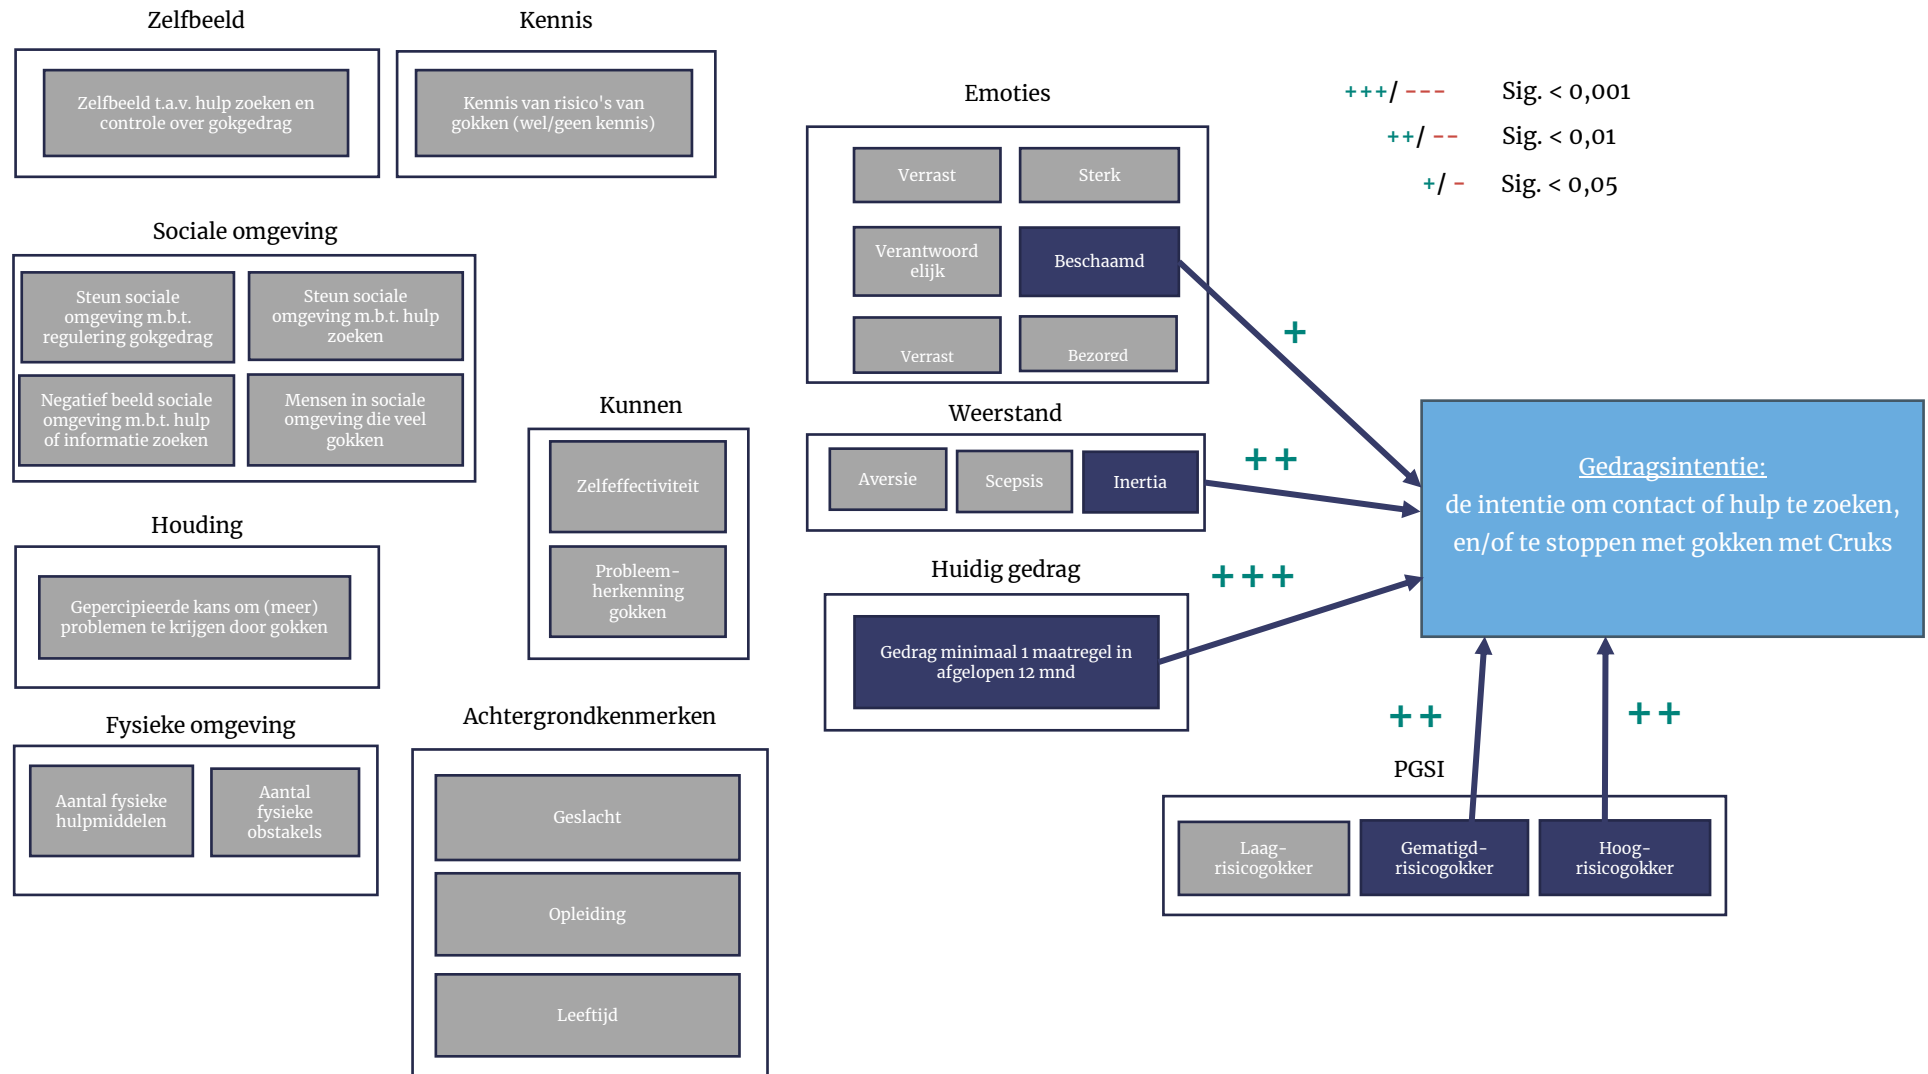 Zelfbeeld
Zelfbeeld t.a.v. hulp zoeken en
controle over gokgedrag
Kennis
Kennis van risico's van
gokken (wel/geen kennis)
Sociale omgeving
Steun sociale
omgeving m.b.t.
regulering gokgedrag
Steun sociale
omgeving m.b.t. hulp
zoeken
Negatief beeld sociale
omgeving m.b.t. hulp
of informatie zoeken
Mensen in sociale
omgeving die veel
gokken
Houding
Gepercipieerde kans om (meer)
problemen te krijgen door gokken
Fysieke omgeving
Aantal fysieke
hulpmiddelen
Aantal
fysieke
obstakels
Kunnen
Zelfeffectiviteit
Probleem-
herkenning
gokken
Achtergrondkenmerken
Geslacht
Opleiding
Leeftijd
Emoties
Verrast
Sterk
Verantwoord
elijk
Beschaamd
Verrast
Bezorgd
+
Weerstand
Aversie
Scepsis
Inertia
++
Huidig gedrag
Gedrag minimaal 1 maatregel in
afgelopen 12 mnd
+++
PGSI
Laag-
risicogokker
Gematigd-
risicogokker
Hoog-
risicogokker
++
++
+++/ --- Sig. < 0,001
++/ -- Sig. < 0,01
+/ - Sig. < 0,05
Gedragsintentie:
de intentie om contact of hulp te zoeken,
en/of te stoppen met gokken met Cruks